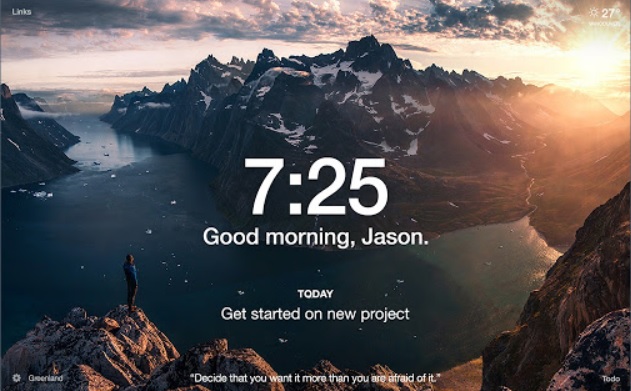 Links
27°
7:25
Good morning, Jason.
TODAY
Get started on new project
Greenland
“Decide that you want it more than you are afraid of it.”
Todo